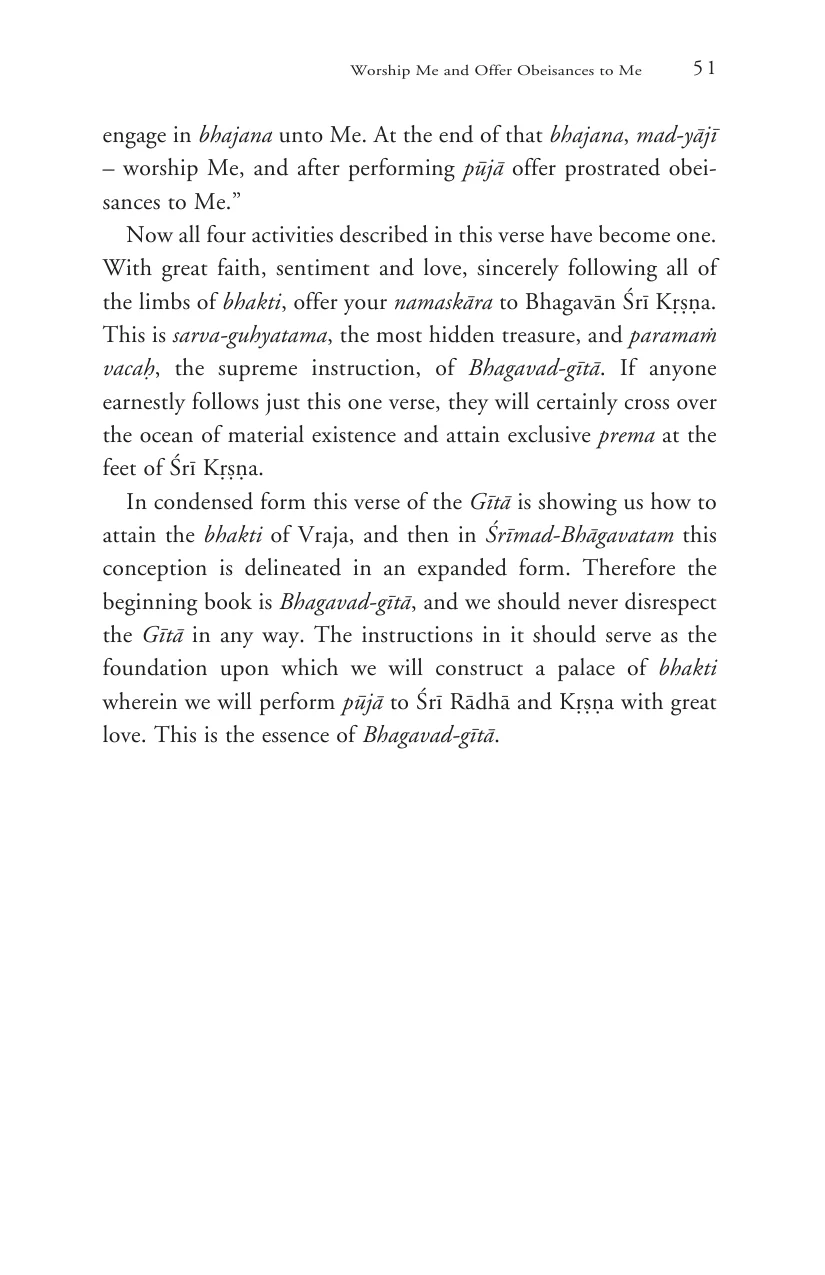 Worship Me and Offer Obeisances to Me 51
engage in bhajana unto Me. At the end of that bhajana, mad-yājī
– worship Me, and after performing pūjā offer prostrated obei-
sances to Me.”
Now all four activities described in this verse have become one.
With great faith, sentiment and love, sincerely following all of
the limbs of bhakti, offer your namaskāra to Bhagavān Śrī Kṛṣṇa.
This is sarva-guhyatama, the most hidden treasure, and paramaṁ
vacaḥ, the supreme instruction, of Bhagavad-gītā. If anyone
earnestly follows just this one verse, they will certainly cross over
the ocean of material existence and attain exclusive prema at the
feet of Śrī Kṛṣṇa.
In condensed form this verse of the Gītā is showing us how to
attain the bhakti of Vraja, and then in Śrīmad-Bhāgavatam this
conception is delineated in an expanded form. Therefore the
beginning book is Bhagavad-gītā, and we should never disrespect
the Gītā in any way. The instructions in it should serve as the
foundation upon which we will construct a palace of bhakti
wherein we will perform pūjā to Śrī Rādhā and Kṛṣṇa with great
love. This is the essence of Bhagavad-gītā.